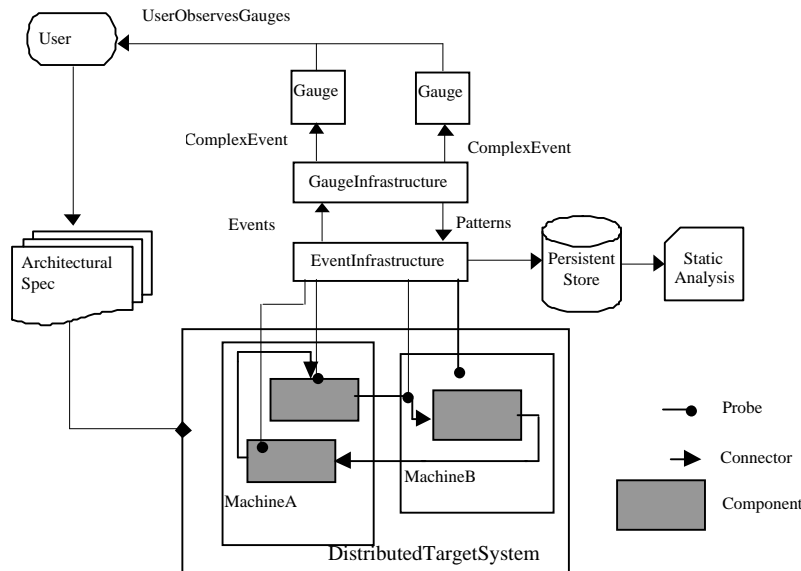 UserObservesGauges
User
Gauge
Gauge
ComplexEvent
ComplexEvent
GaugeInfrastructure
Events
Patterns
Architectural
Spec
EventInfrastructure
Persistent
Store
Static
Analysis
Probe
Connector
MachineA
MachineB
Component
DistributedTargetSystem